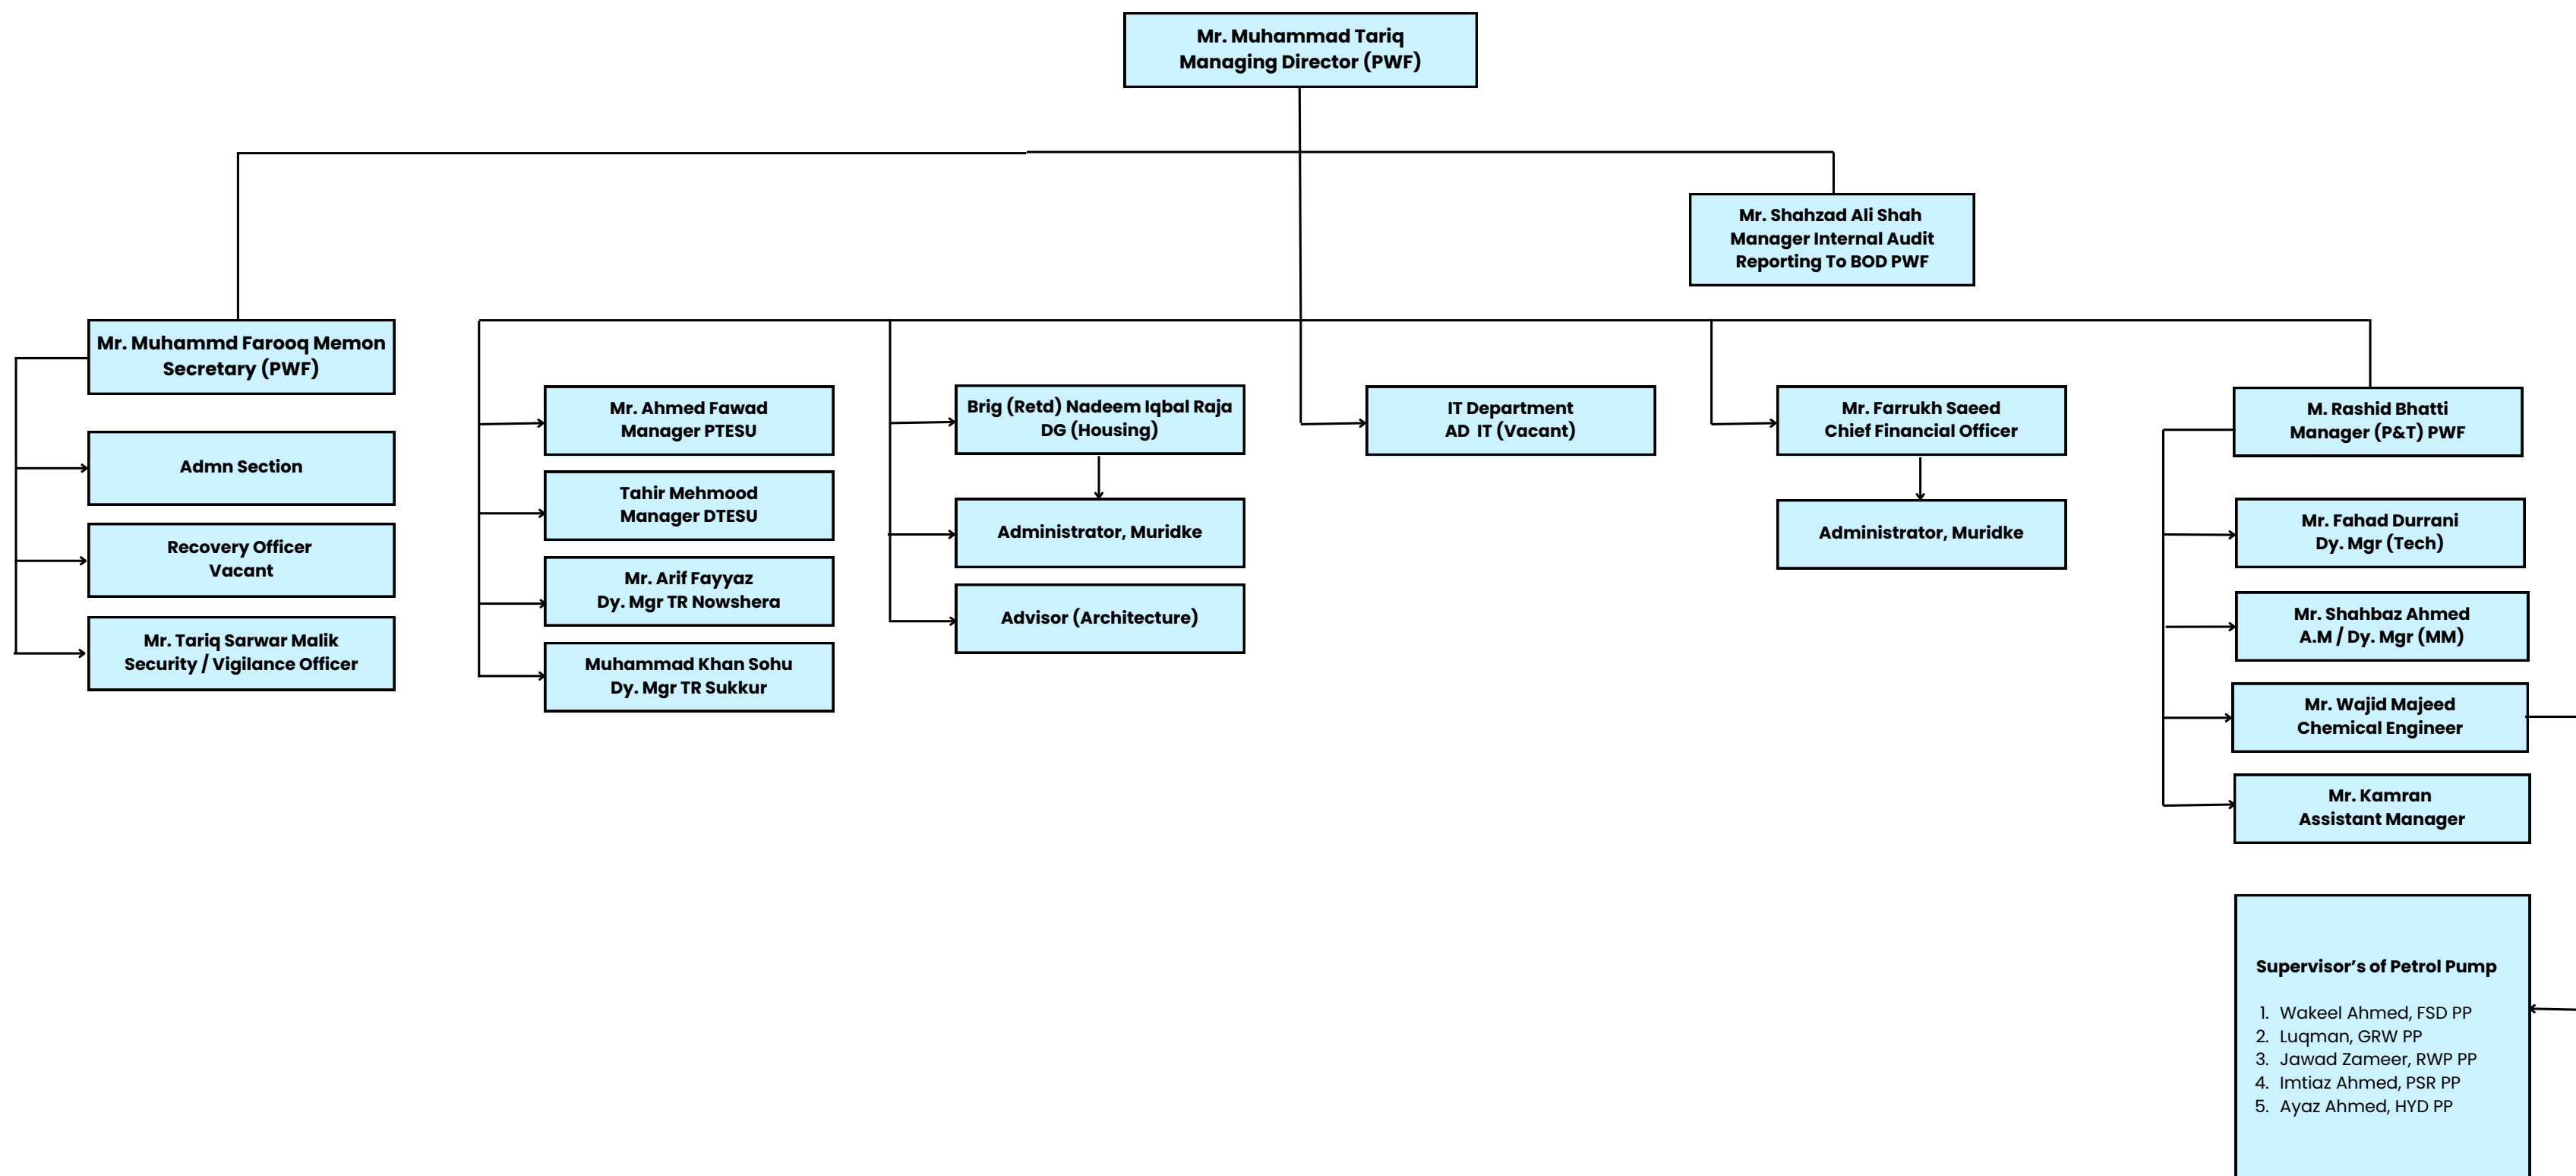 Mr. Muhammad Tariq
Managing Director (PWF)
Mr. Shahzad Ali Shah
Manager Internal Audit
Reporting To BOD PWF
Mr. Muhammd Farooq Memon
Secretary (PWF)
Admn Section
Recovery Officer
Vacant
Mr. Tariq Sarwar Malik
Security / Vigilance Officer
Mr. Ahmed Fawad
Manager PTESU
Tahir Mehmood
Manager DTESU
Mr. Arif Fayyaz
Dy. Mgr TR Nowshera
Muhammad Khan Sohu
Dy. Mgr TR Sukkur
Brig (Retd) Nadeem Iqbal Raja
DG (Housing)
Administrator, Muridke
Advisor (Architecture)
IT Department
AD IT (Vacant)
Mr. Farrukh Saeed
Chief Financial Officer
Administrator, Muridke
M. Rashid Bhatti
Manager (P&T) PWF
Mr. Fahad Durrani
Dy. Mgr (Tech)
Mr. Shahbaz Ahmed
A.M / Dy. Mgr (MM)
Mr. Wajid Majeed
Chemical Engineer
Mr. Kamran
Assistant Manager
Supervisor’s of Petrol Pump
1. Wakeel Ahmed, FSD PP
2. Luqman, GRW PP
3. Jawad Zameer, RWP PP
4. Imtiaz Ahmed, PSR PP
5. Ayaz Ahmed, HYD PP